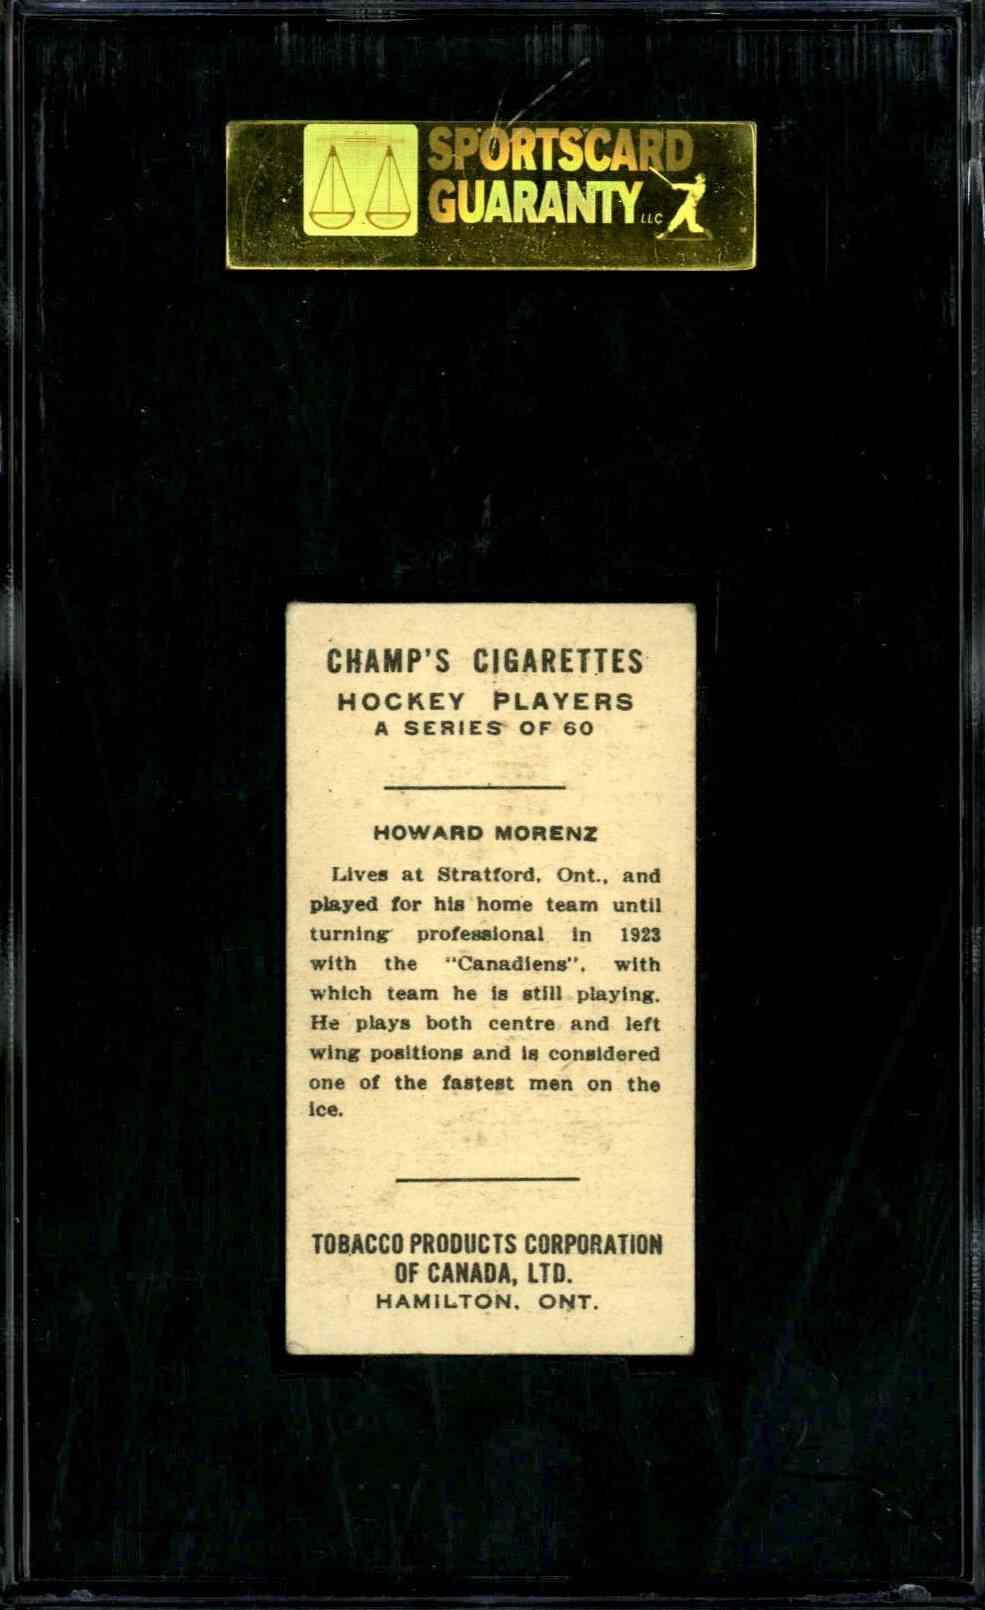 SPORTSCARD
GUARANTY LLC
CHAMP'S CIGARETTES
HOCKEY PLAYERS
A SERIES OF 60
HOWARD MORENZ
Lives at Stratford, Ont., and
played for his home team until
turning professional in 1923
with the "Canadiens", with
which team he is still playing.
He plays both centre and left
wing positions and is considered
one of the fastest men on the
ice.
TOBACCO PRODUCTS CORPORATION
OF CANADA, LTD.
HAMILTON, ONT.